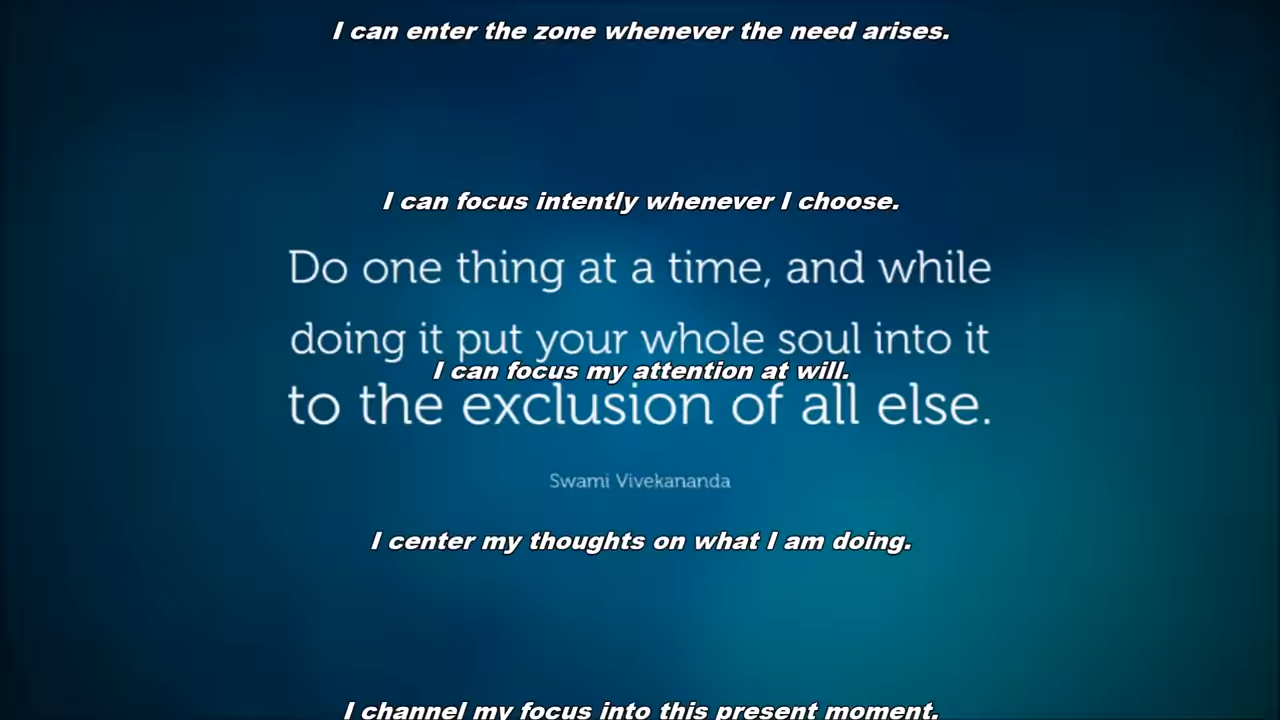 I can enter the zone whenever the need arises.
I can focus intently whenever I choose.
Do one thing at a time, and while
doing it put your whole soul into it
I can focus my attention at will.
to the exclusion of all else.
Swami Vivekananda
I center my thoughts on what I am doing.
I channel my focus into this present moment.